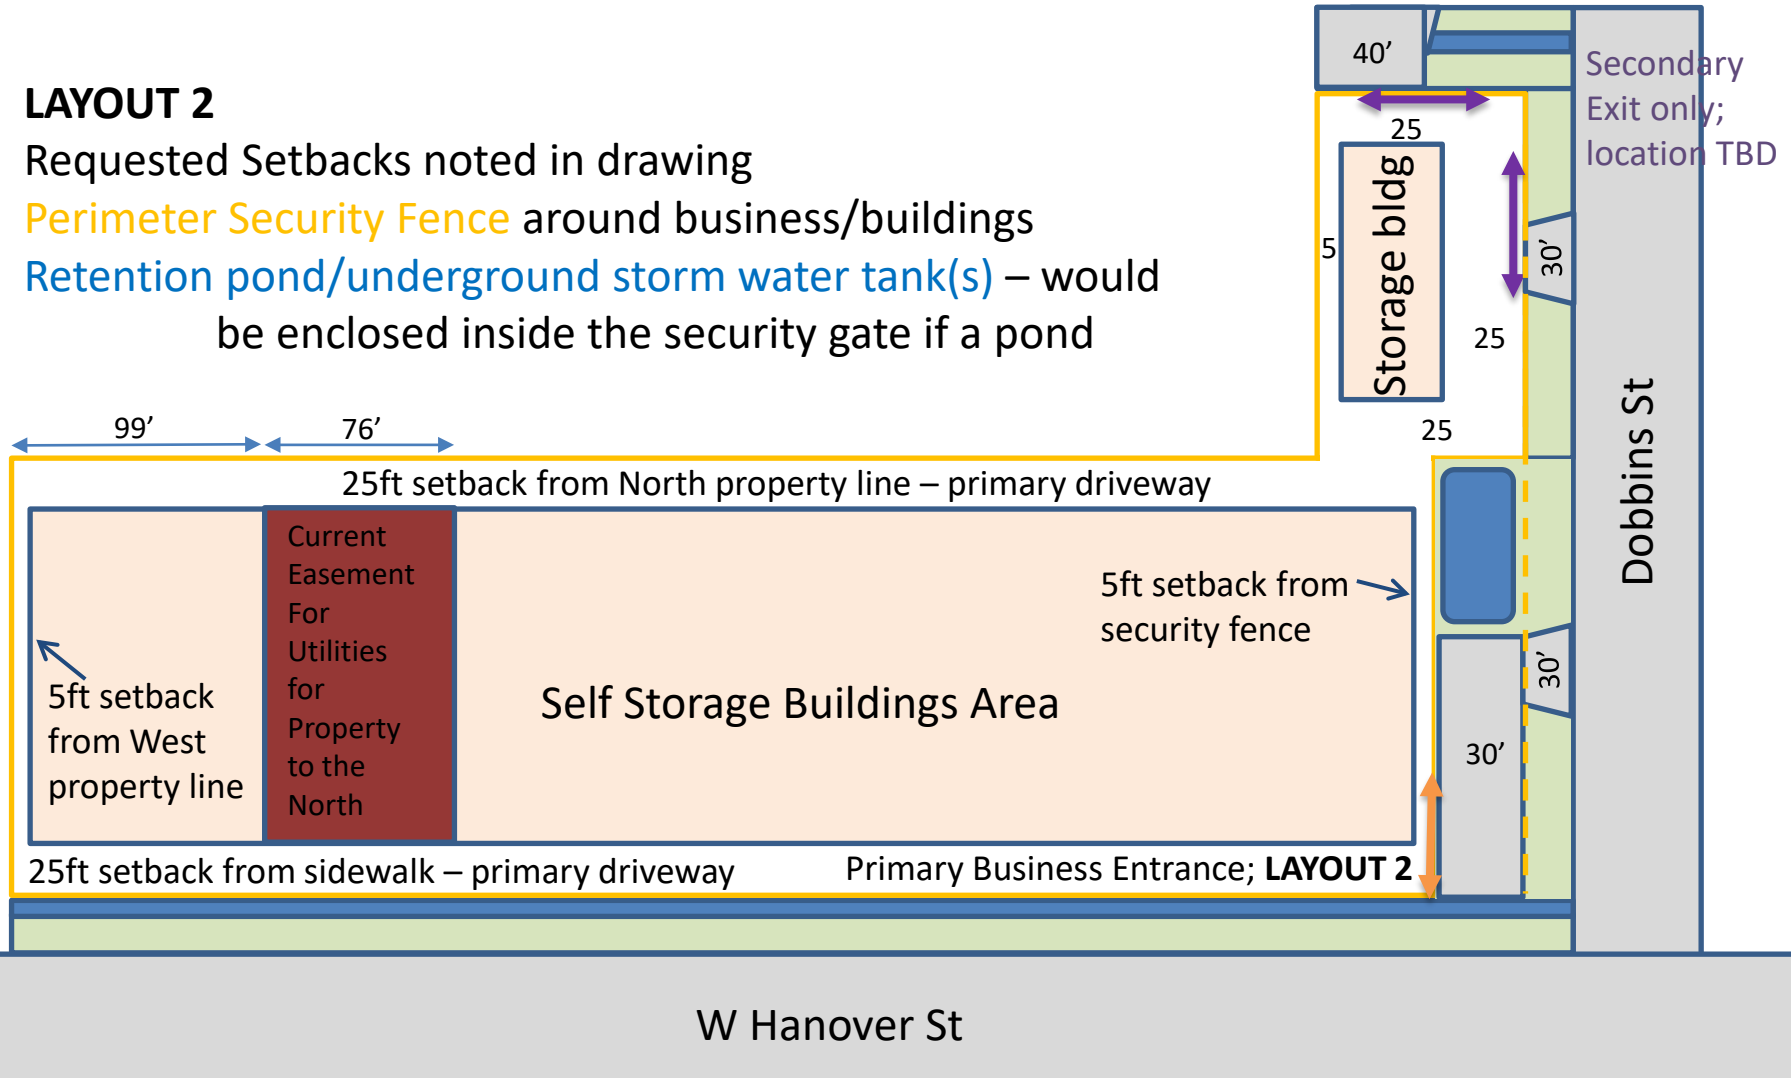 LAYOUT 2
Requested Setbacks noted in drawing
Perimeter Security Fence around business/buildings
Retention pond/underground storm water tank(s) – would
be enclosed inside the security gate if a pond
40’
Secondary
Exit only;
location TBD
25
Storage bldg
5
30’
25
25
Dobbins St
99’
76’
25ft setback from North property line – primary driveway
Current
Easement
For
Utilities
for
Property
to the
North
5ft setback from
security fence
5ft setback
from West
property line
Self Storage Buildings Area
30’
30’
25ft setback from sidewalk – primary driveway
Primary Business Entrance; LAYOUT 2
W Hanover St